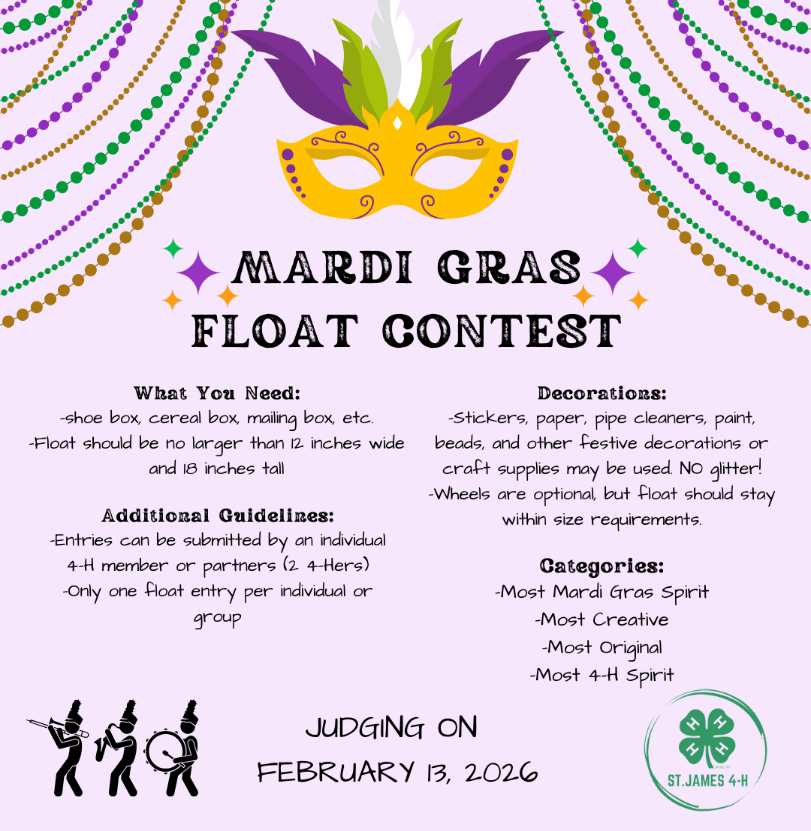 MARDI GRAS
FLOAT CONTEST
What You Need:
-shoe box, cereal box, mailing box, etc.
-Float should be no larger than 12 inches wide
and 18 inches tall
Additional Guidelines:
-Entries can be submitted by an individual
4-H member or partners (2 4-Hers)
-Only one float entry per individual or
group
Decorations:
-Stickers, paper, pipe cleaners, paint,
beads, and other festive decorations or
craft supplies may be used. NO glitter!
-Wheels are optional, but float should stay
within size requirements.
Categories:
-Most Mardi Gras Spirit
-Most Creative
-Most Original
-Most 4-H Spirit
JUDGING ON
FEBRUARY 13, 2026
H H
H H
ST.JAMES 4-H